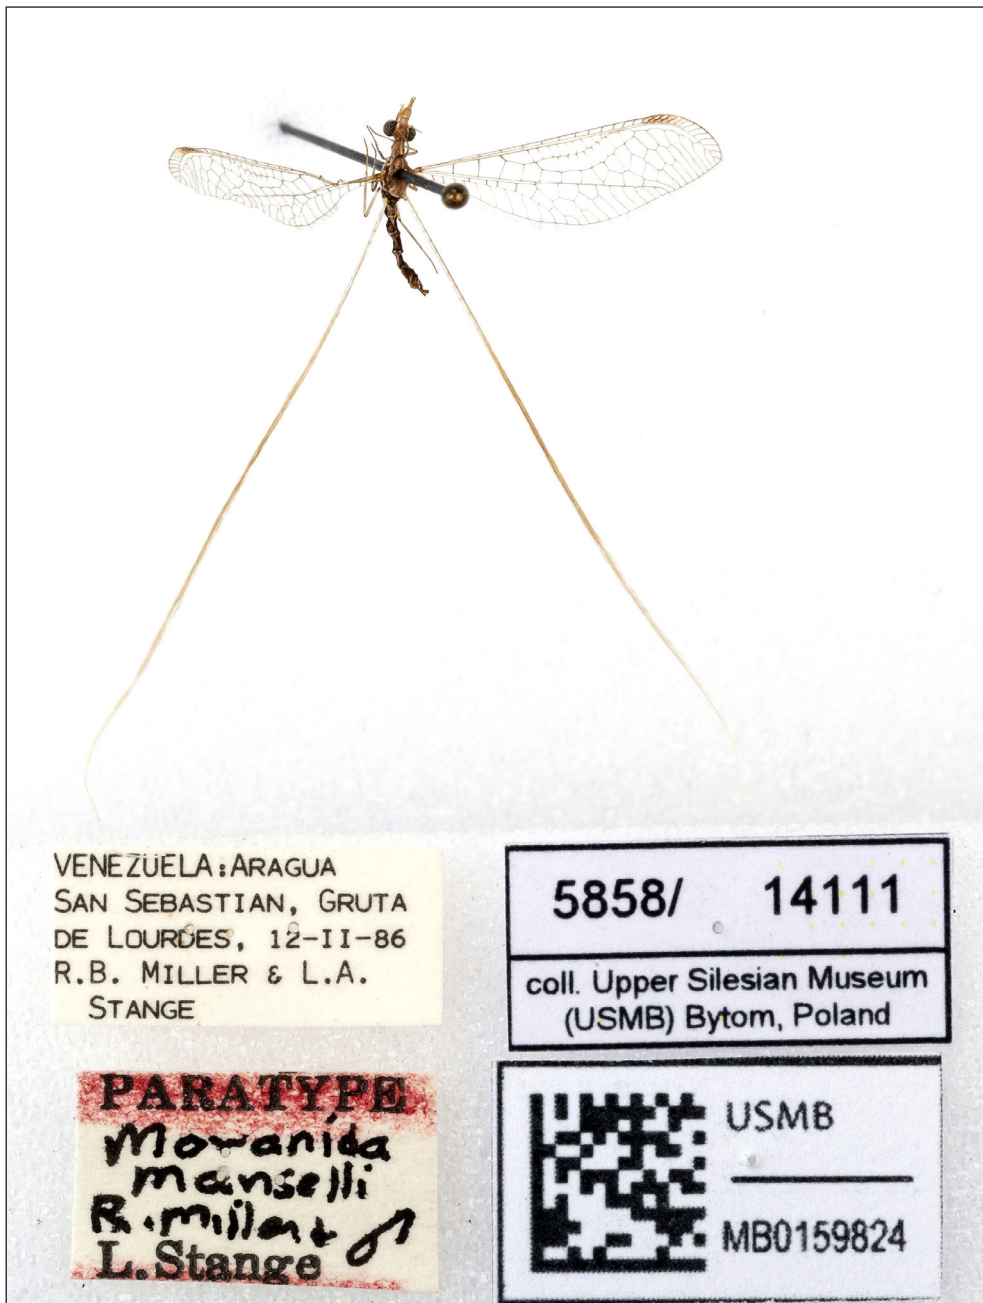 VENEZUELA:ARAGUA
SAN SEBASTIAN, GRUTA
DE LOURDES, 12-II-86
R.B. MILLER & L.A.
STANGE
5858/ 14111
coll. Upper Silesian Museum
(USMB) Bytom, Poland
PARATYPE
Moranida
manselli
R. Miller + ♂
L. Stange
USMB
MB0159824